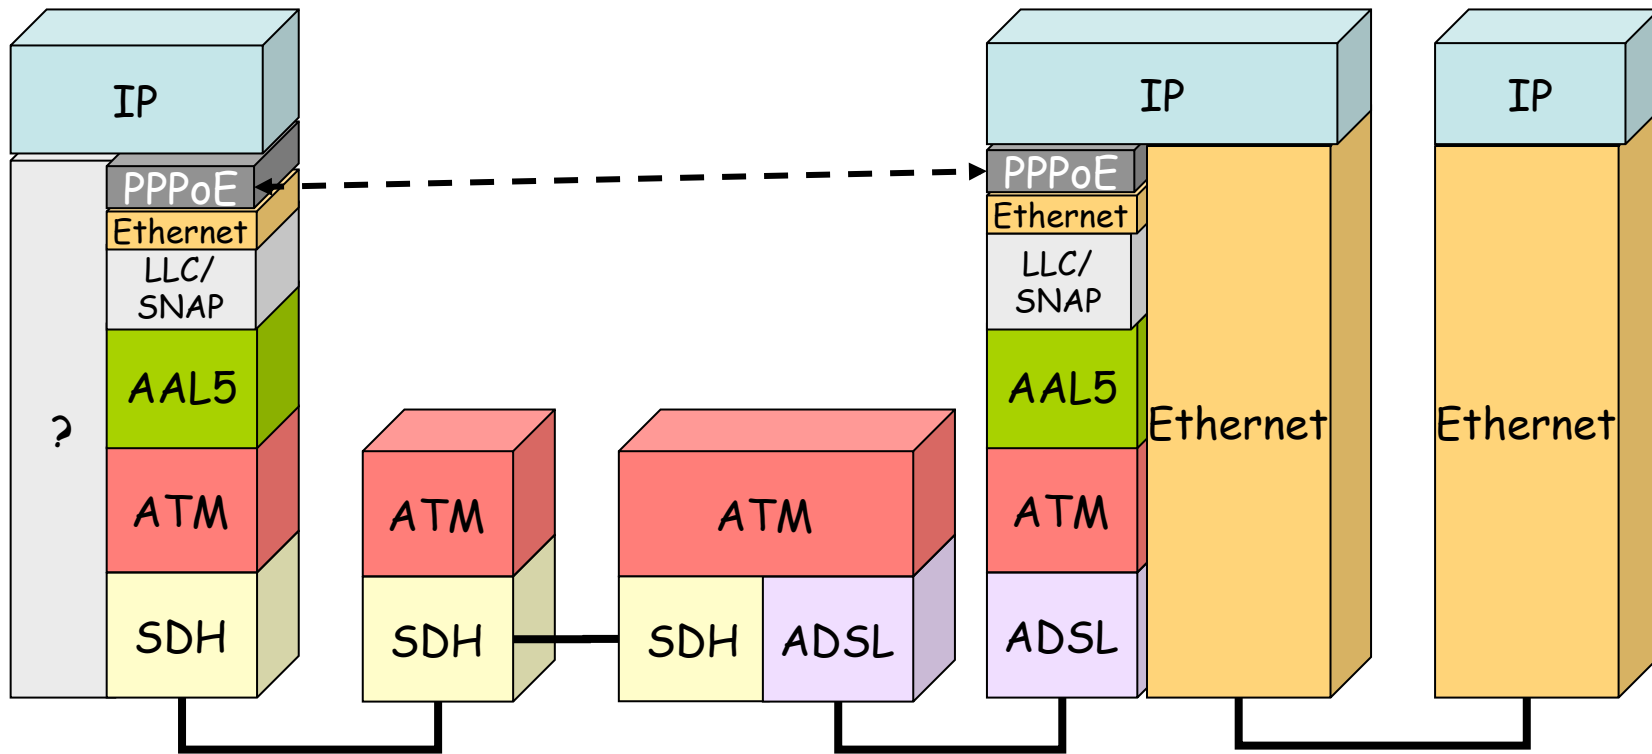 IP
PPPoE
Ethernet
LLC/
SNAP
AAL5
?
ATM
SDH
ATM
SDH
ATM
SDH
ADSL
IP
PPPoE
Ethernet
LLC/
SNAP
AAL5
ATM
ADSL
Ethernet
IP
Ethernet